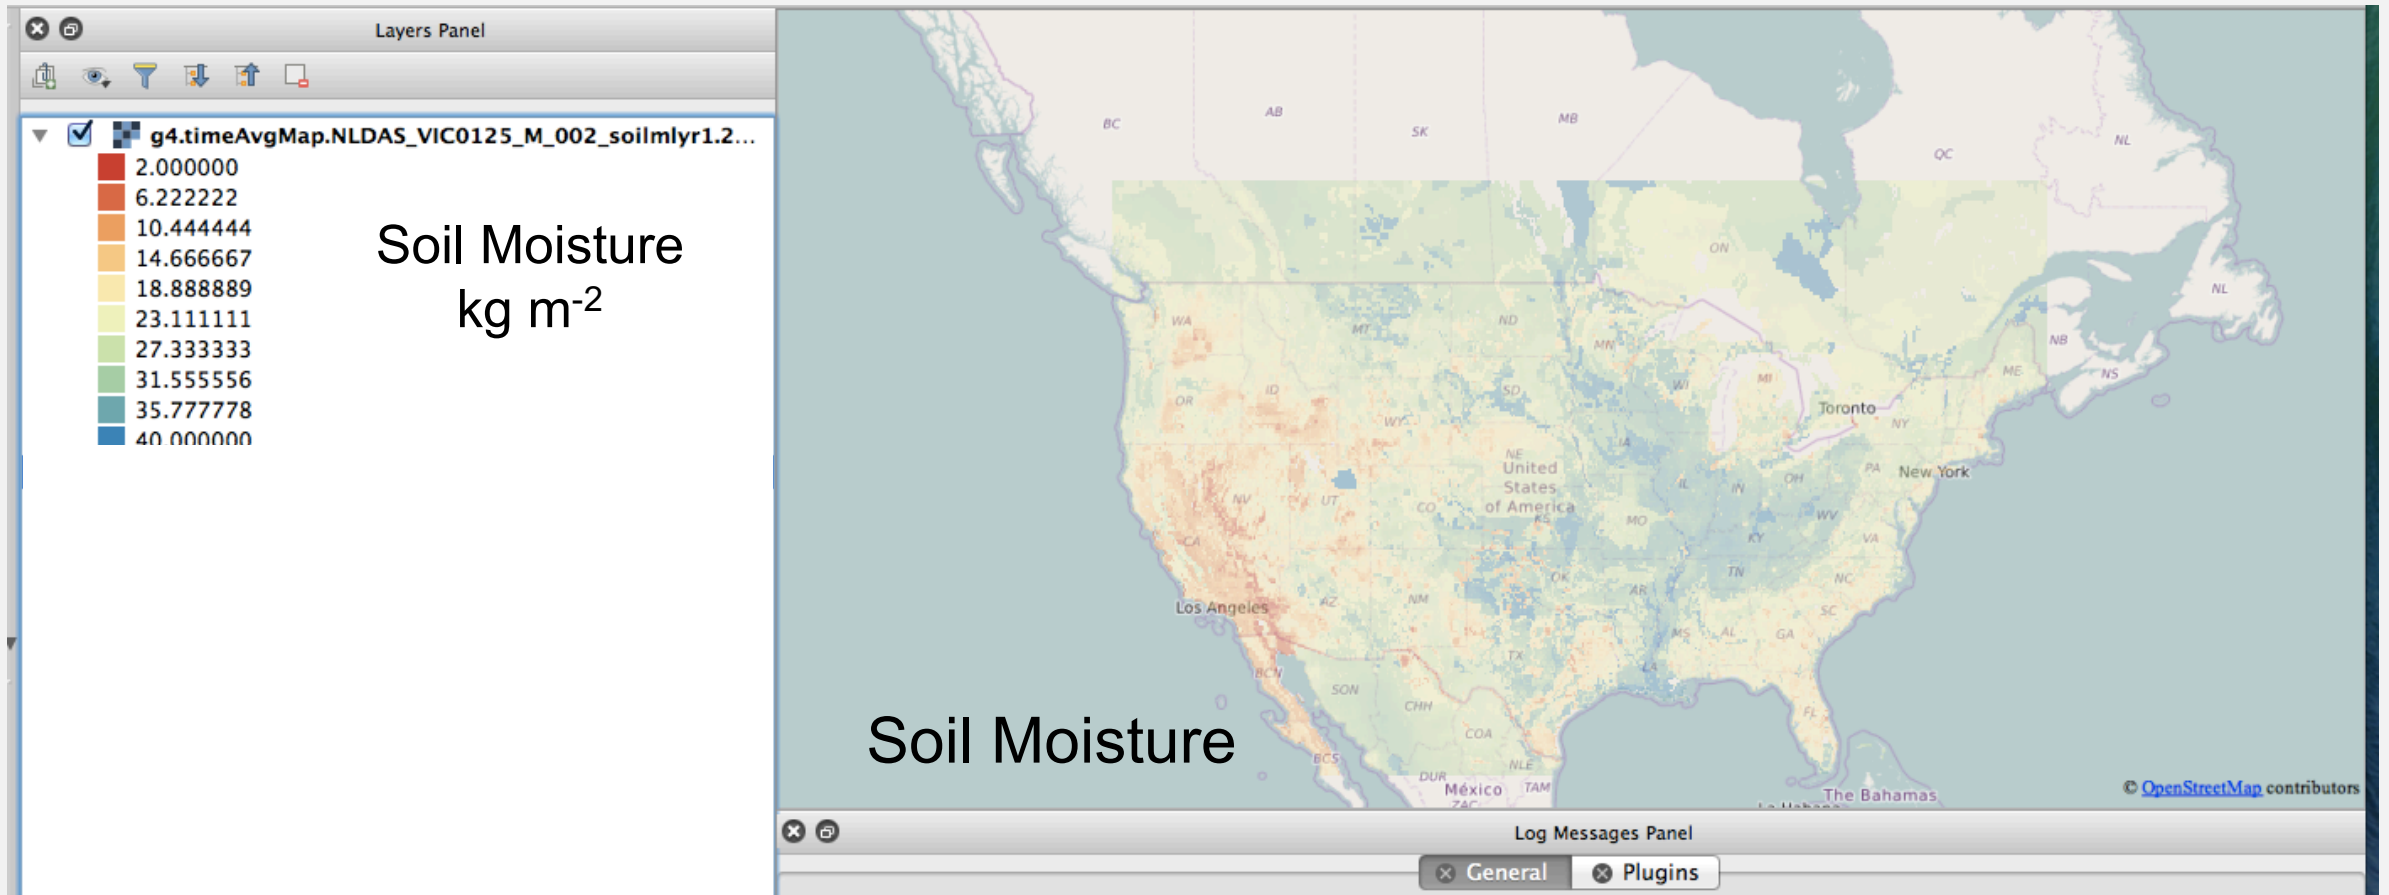 Layers Panel
g4.timeAvgMap.NLDAS_VIC0125_M_002_soilmlyr1.2...
2.000000
6.222222
10.444444
14.666667
18.888889
23.111111
27.333333
31.555556
35.777778
40.000000
Soil Moisture
kg m-2
BC
AB
SK
MB
QC
NL
ON
NL
NB
NS
WA
MT
ND
MN
ME
OR
ID
SD
WI
MI
Toronto
WY
NY
IA
NE
United
States
of America
PA
New York
NV
UT
CO
KS
IL
IN
OH
MO
WV
CA
KY
VA
OK
TN
NC
Los Angeles
AZ
NM
AR
SC
MS
AL
GA
TX
LA
BCN
SON
CHH
FL
COA
Soil Moisture
BCS
NLE
DUR
México
TAM
ZAC
The Bahamas
© OpenStreetMap contributors
Log Messages Panel
General
Plugins